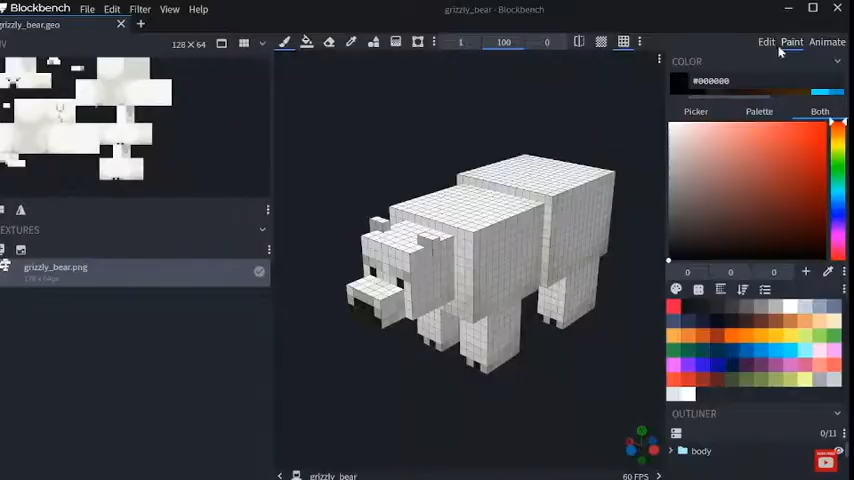 Blockbench File Edit Filter View Help
grizzly_bear - Blockbench
grizzly_bear.geo
128 × 64
1 100 0
Edit Paint Animate
COLOR
#000000
Picker Palette Both
TEXTURES
grizzly_bear.png
0 0 0
OUTLINER
0/11
body
grizzly_bear
60 FPS